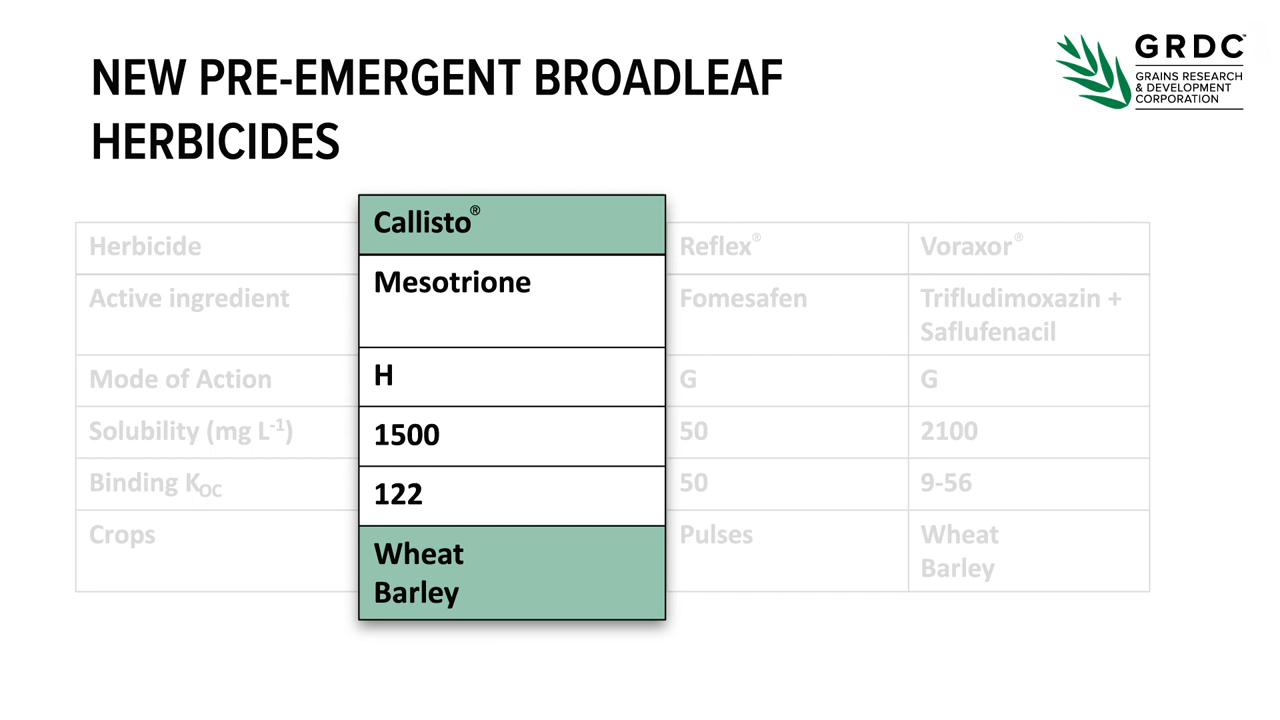 NEW PRE-EMERGENT BROADLEAF
HERBICIDES
GRDC™
GRAINS RESEARCH
& DEVELOPMENT
CORPORATION
Herbicide
Callisto®
Reflex®
Voraxor®
Active ingredient
Mesotrione
Fomesafen
Trifludimoxazin +
Saflufenacil
Mode of Action
H
G
G
Solubility (mg L-1)
1500
50
2100
Binding KOC
122
50
9-56
Crops
Wheat
Barley
Pulses
Wheat
Barley